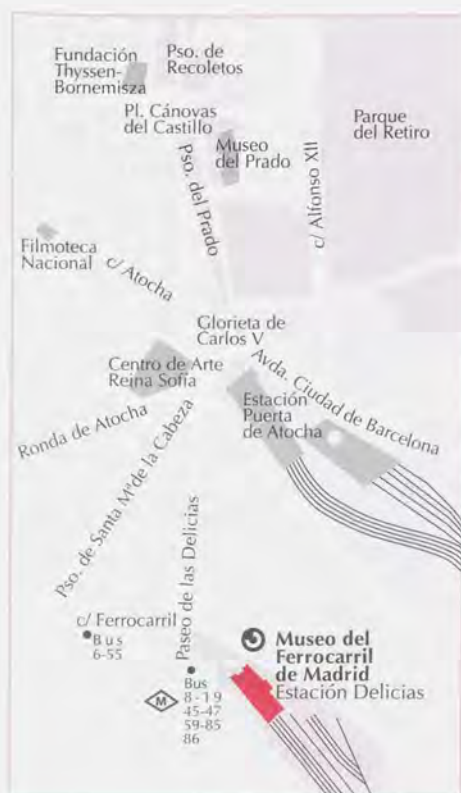 Fundación
Thyssen-
Bornemisza
Pso. de
Recoletos
Pl. Cánovas
del Castillo
Museo
del Prado
Parque
del Retiro
Pso. del Prado
c/ Alfonso XII
Filmoteca
Nacional
c/ Atocha
Glorieta de
Carlos V
Centro de Arte
Reina Sofía
Avda. Ciudad de Barcelona
Estación
Puerta
de Atocha
Ronda de Atocha
Pso. de Santa Mª de la Cabeza
Paseo de las Delicias
c/ Ferrocarril
Bus
6-55
M
Bus
8-19
45-47
59-85
86
Museo del
Ferrocarril
de Madrid
Estación Delicias